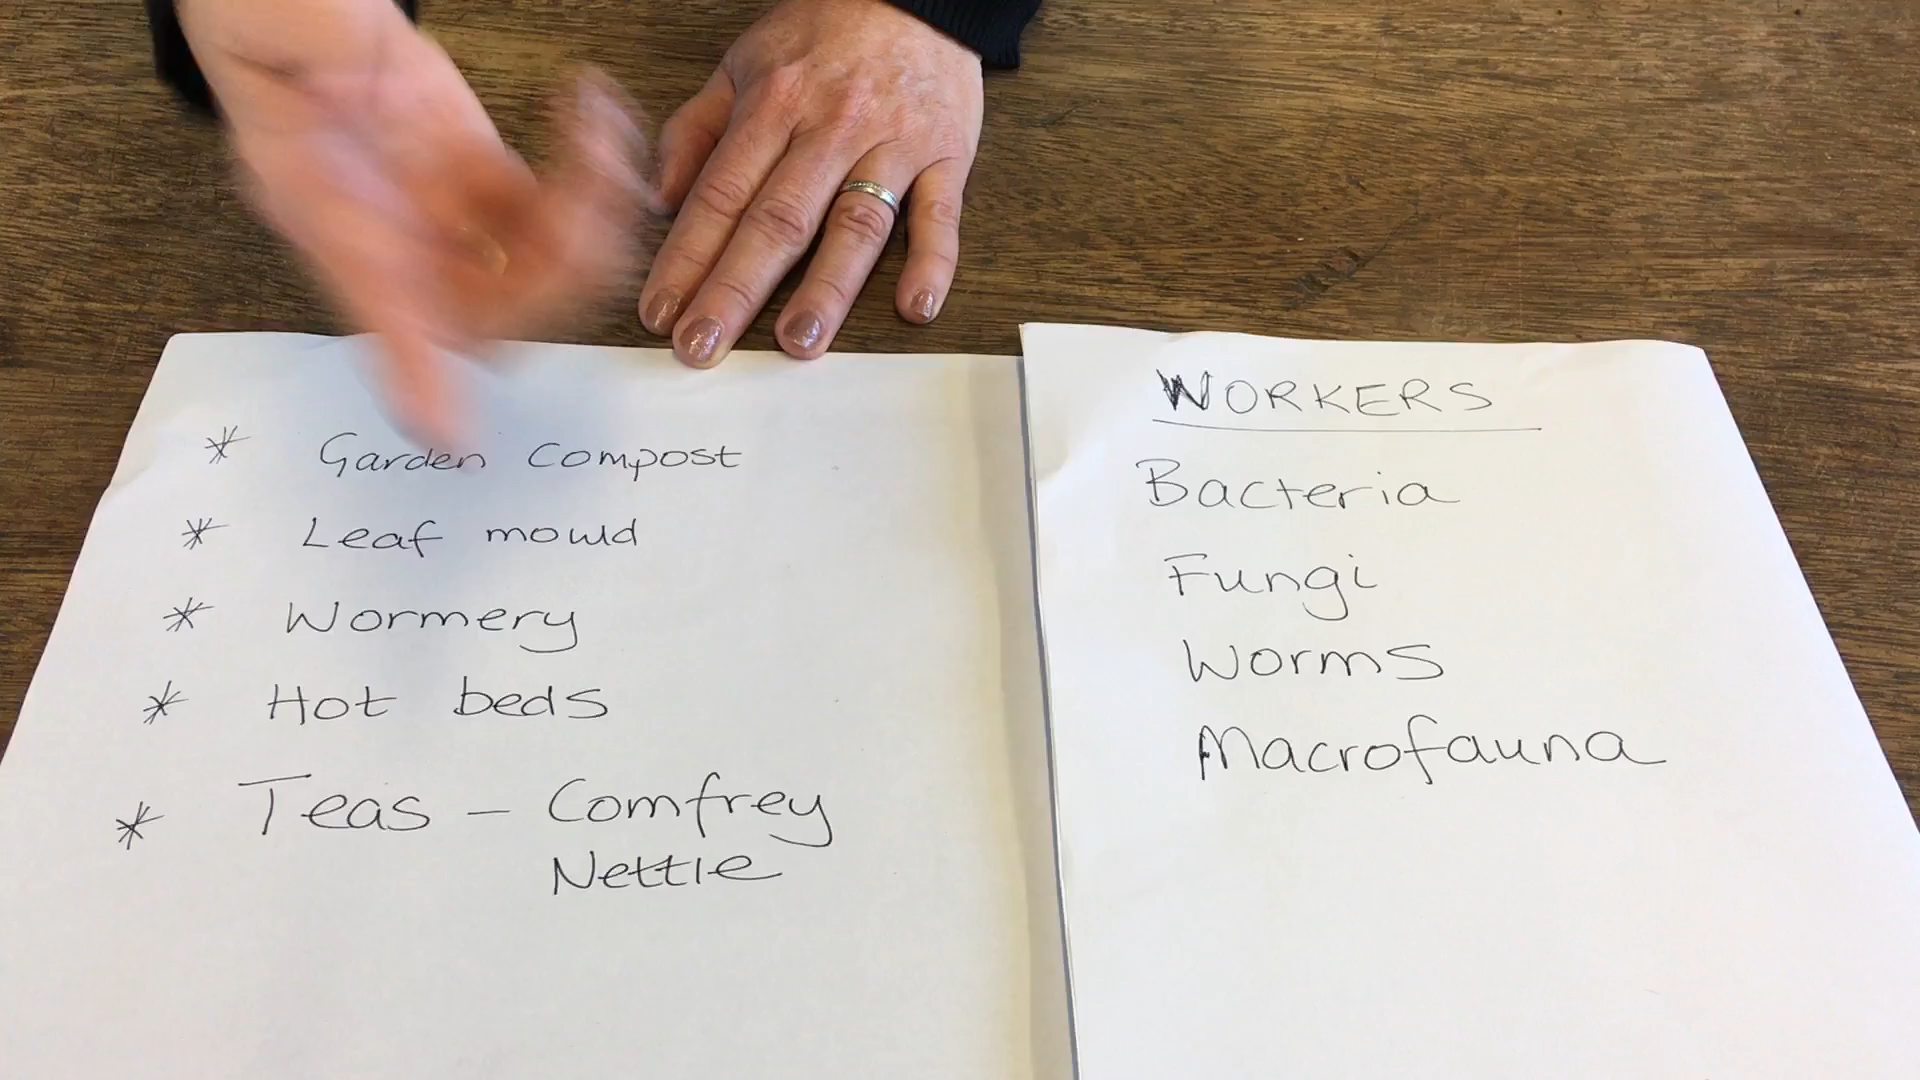 * Garden compost
* Leaf mould
* Wormery
* Hot beds
* Teas – Comfrey
Nettle
WORKERS
Bacteria
Fungi
Worms
Macrofauna